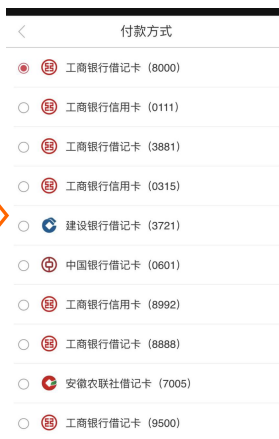 付款方式
工商银行借记卡（8000）
工商银行信用卡（0111）
工商银行借记卡（3881）
工商银行信用卡（0315）
建设银行借记卡（3721）
中国银行借记卡（0601）
工商银行信用卡（8992）
工商银行借记卡（8888）
安徽农联社借记卡（7005）
工商银行借记卡（9500）